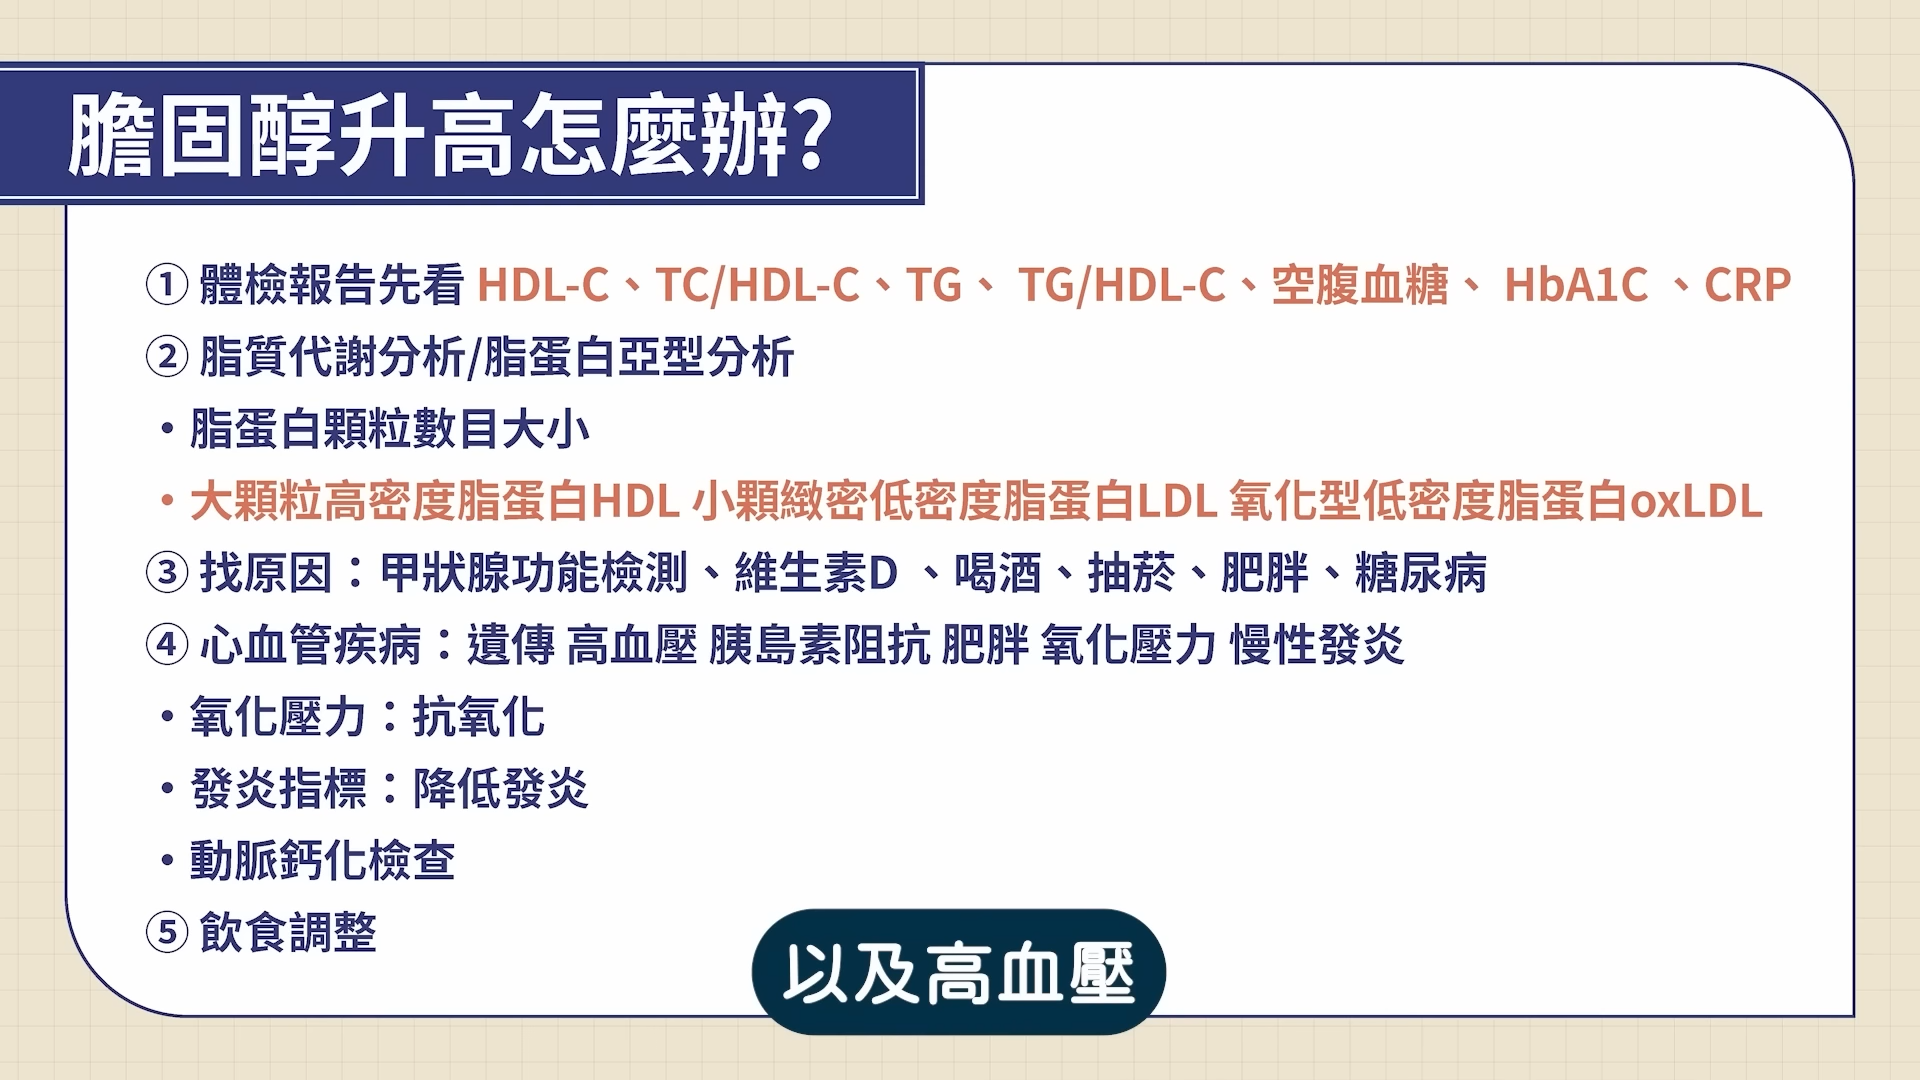 膽固醇升高怎麼辦?
① 體檢報告先看 HDL-C、TC/HDL-C、TG、 TG/HDL-C、空腹血糖、 HbA1C 、CRP
② 脂質代謝分析/脂蛋白亞型分析
•脂蛋白顆粒數目大小
•大顆粒高密度脂蛋白HDL 小顆緻密低密度脂蛋白LDL 氧化型低密度脂蛋白oxLDL
③ 找原因：甲狀腺功能檢測、維生素D 、喝酒、抽菸、肥胖、糖尿病
④ 心血管疾病：遺傳 高血壓 胰島素阻抗 肥胖 氧化壓力 慢性發炎
•氧化壓力：抗氧化
•發炎指標：降低發炎
•動脈鈣化檢查
⑤ 飲食調整
以及高血壓